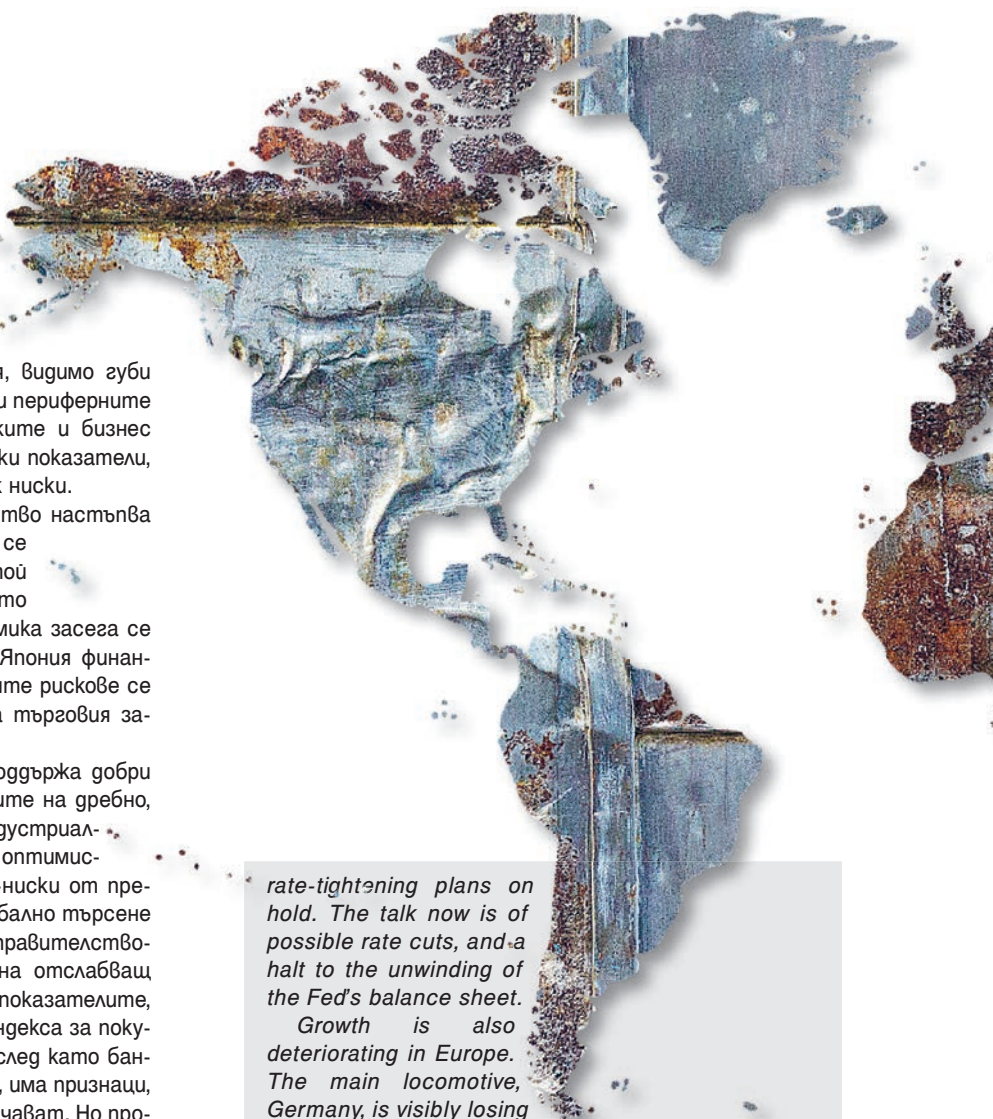 видимо губи
и периферните
ките и бизнес
ки показатели,
ниски.
тво настъпва
се
той
то
мика засега се
Япония финан-
ите рискове се
а търговия за-
оддържа добри
ите на дребно,
дустриал-
оптимис-
-ниски от пре-
бално търсене
правителство-
на отслабващ
показателите,
ндекса за поку-
след като бан-
, има признаци,
чават. Но про-
rate-tightening plans on
hold. The talk now is of
possible rate cuts, and a
halt to the unwinding of
the Fed's balance sheet.
Growth is also
deteriorating in Europe.
The main locomotive,
Germany, is visibly losing